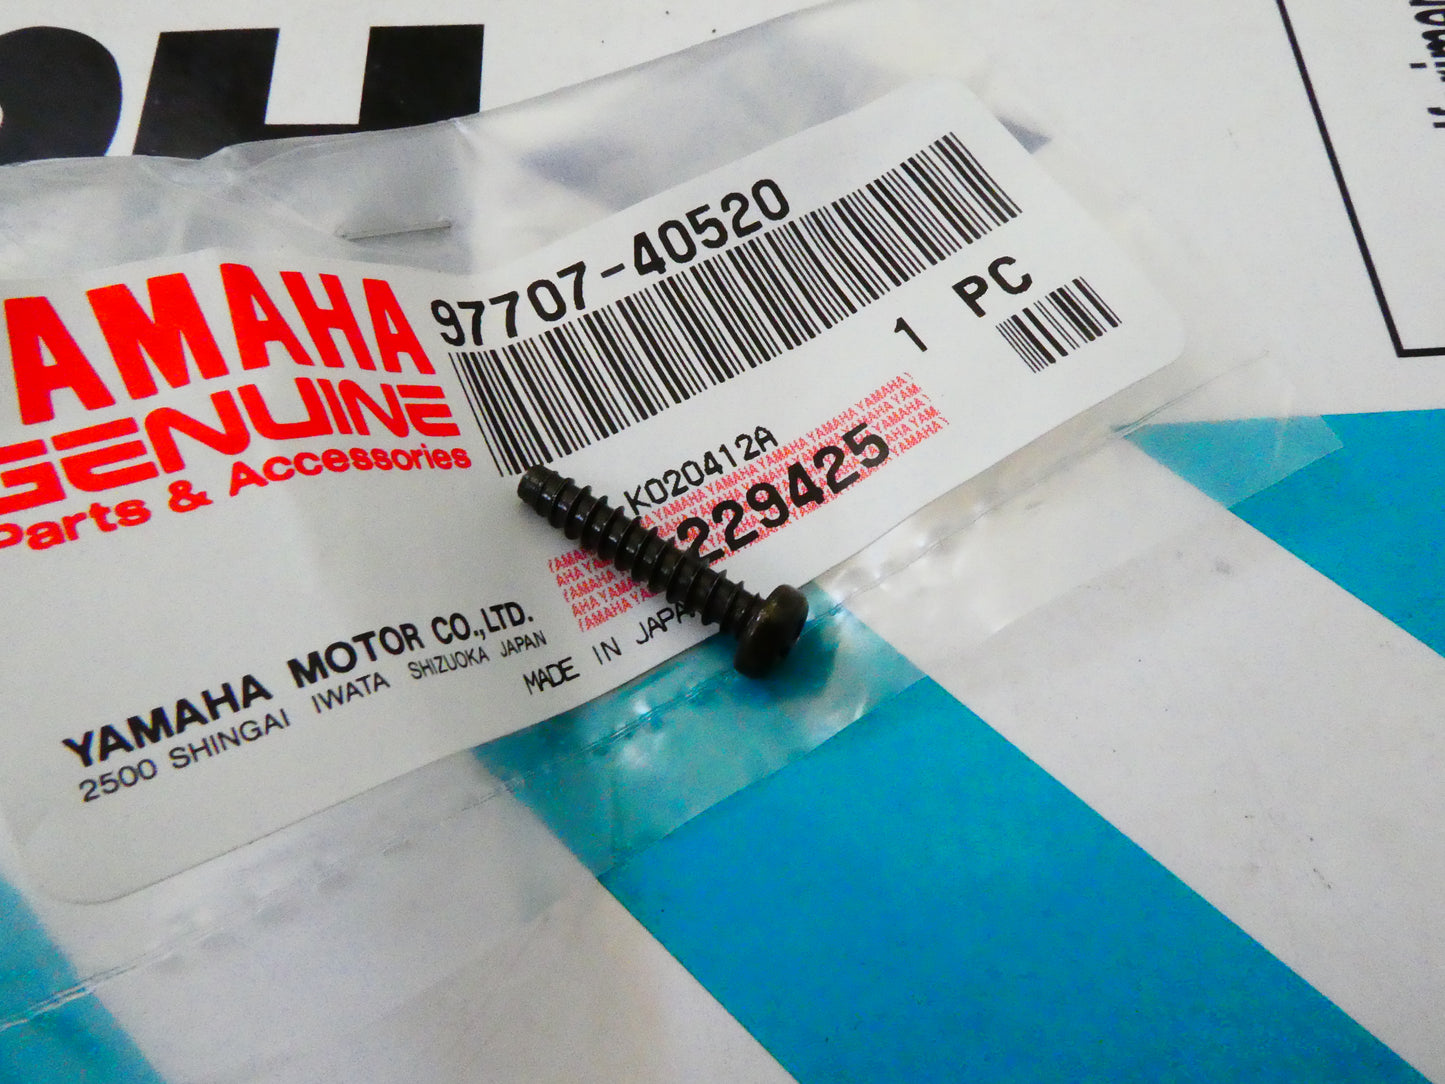 97707-40520
1 PC
YAMAHA
GENUINE
Parts & Accessories
K020412A
229425
YAMAHA MOTOR CO.,LTD.
2500 SHINGAI IWATA SHIZUOKA JAPAN
MADE IN JAPA